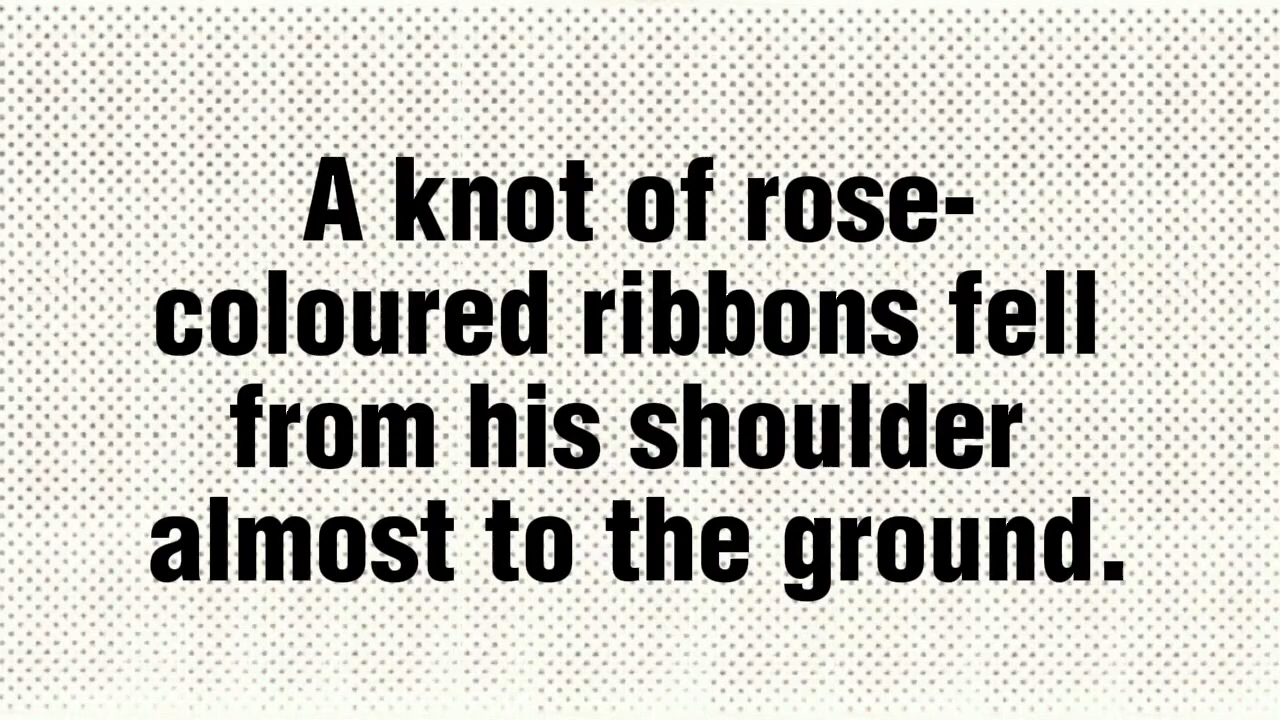 A knot of rose-
coloured ribbons fell
from his shoulder
almost to the ground.